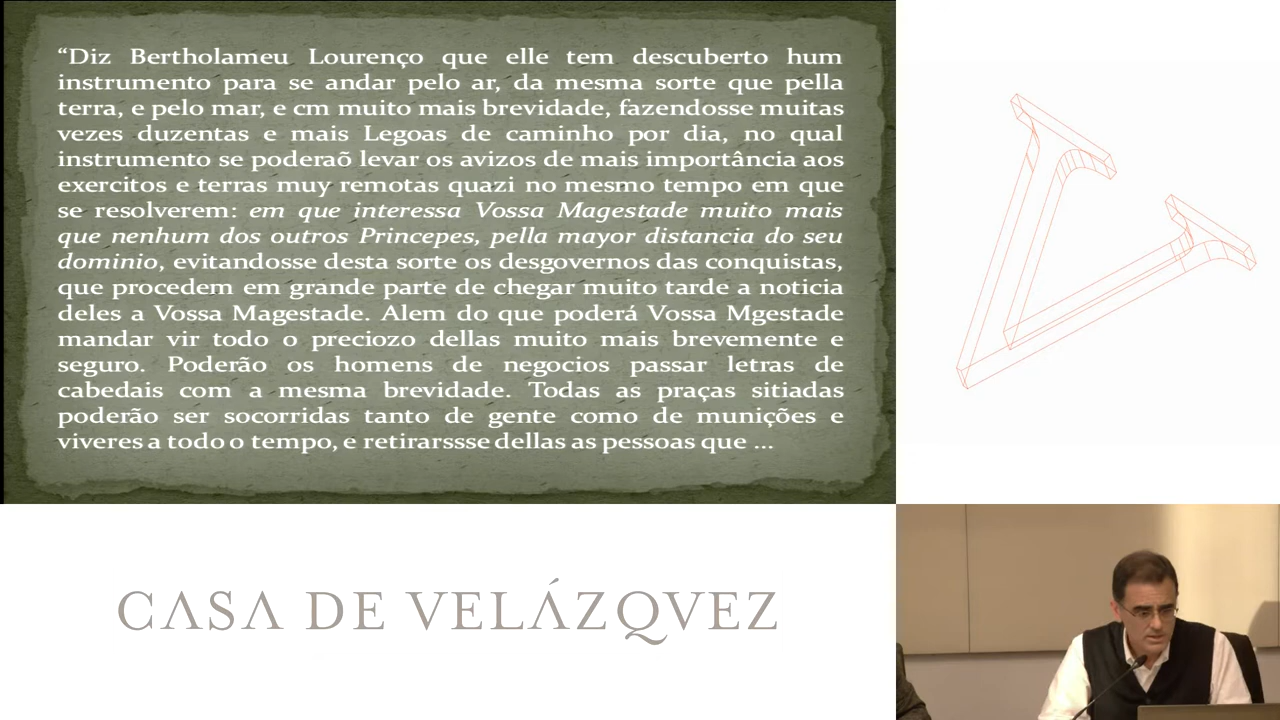 “Diz Bertholameu Lourenço que elle tem descuberto hum
instrumento para se andar pelo ar, da mesma sorte que pella
terra, e pelo mar, e cm muito mais brevidade, fazendosse muitas
vezes duzentas e mais Legoas de caminho por dia, no qual
instrumento se poderaõ levar os avizos de mais importância aos
exercitos e terras muy remotas quazi no mesmo tempo em que
se resolverem: em que interessa Vossa Magestade muito mais
que nenhum dos outros Princepes, pella mayor distancia do seu
dominio, evitandosse desta sorte os desgovernos das conquistas,
que procedem em grande parte de chegar muito tarde a noticia
deles a Vossa Magestade. Alem do que poderá Vossa Mgestade
mandar vir todo o preciozo dellas muito mais brevemente e
seguro. Poderão os homens de negocios passar letras de
cabedais com a mesma brevidade. Todas as praças sitiadas
poderão ser socorridas tanto de gente como de munições e
viveres a todo o tempo, e retirarssse dellas as pessoas que ...
CASA DE VELÁZQVEZ